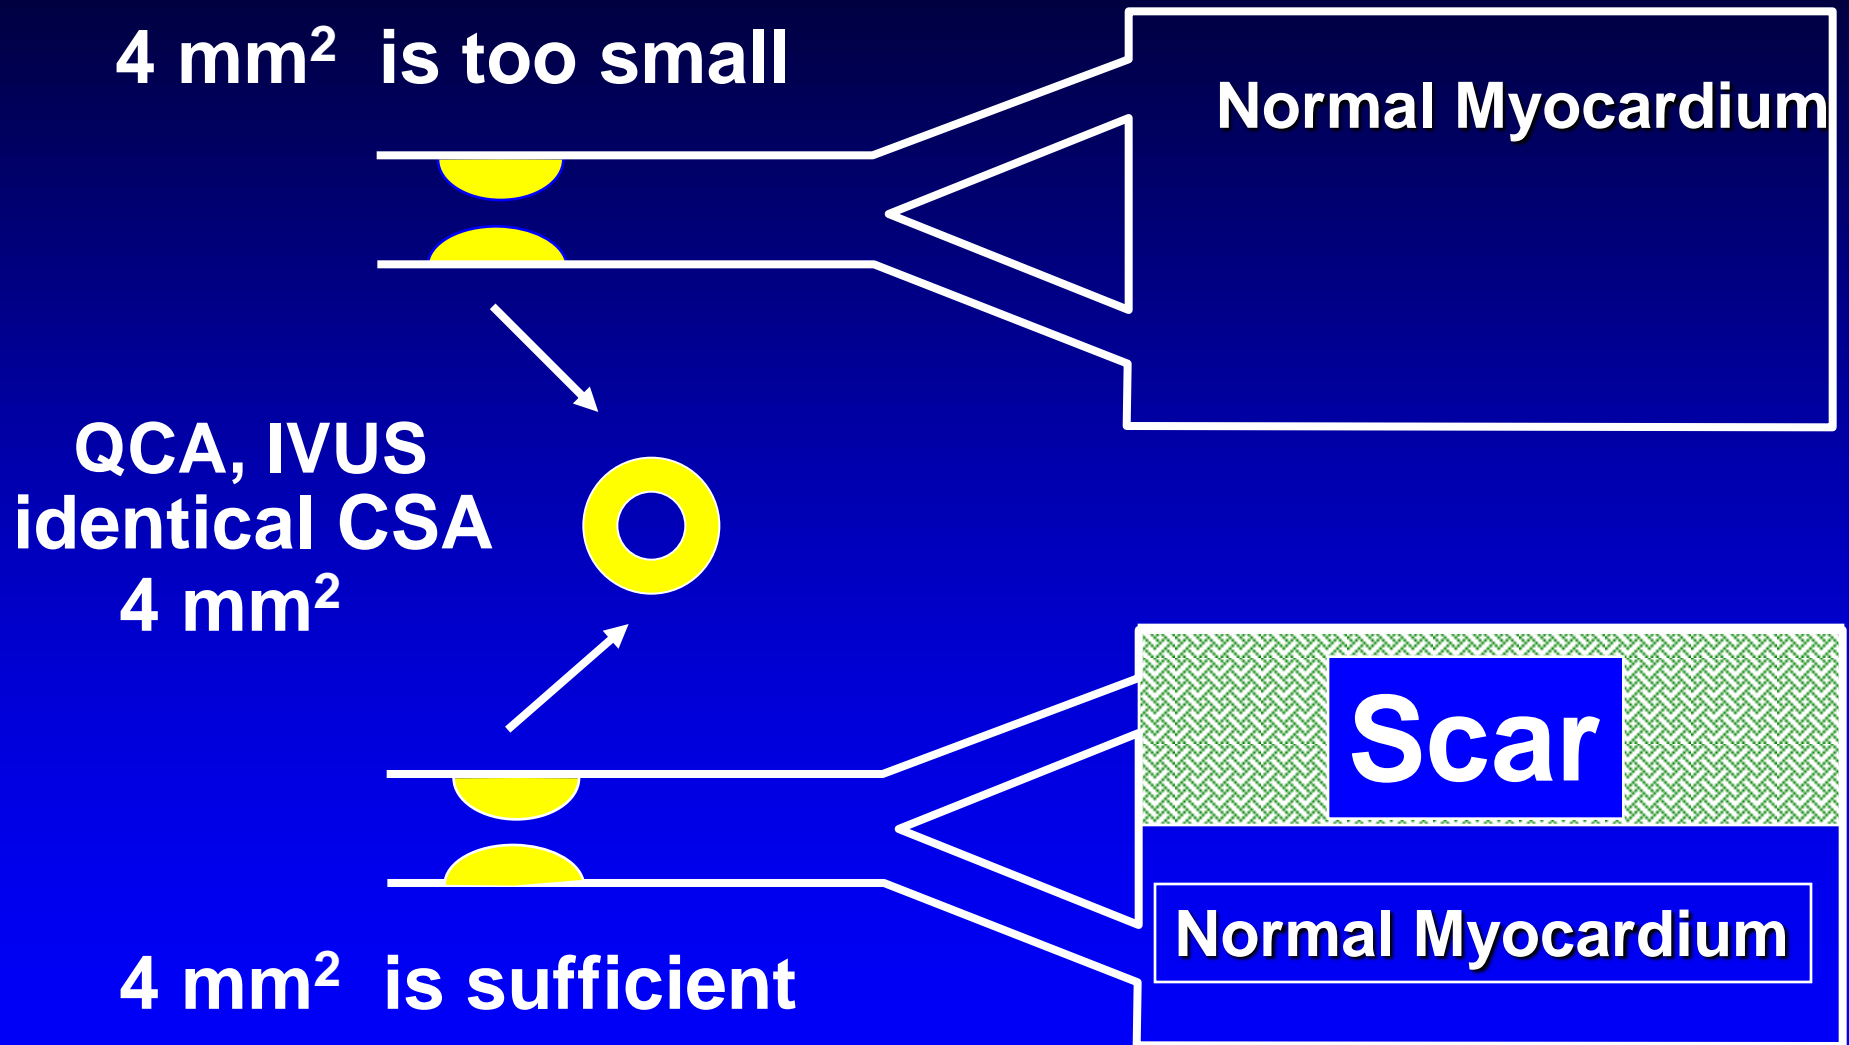 4 mm² is too small
Normal Myocardium
QCA, IVUS
identical CSA
4 mm²
Scar
Normal Myocardium
4 mm² is sufficient